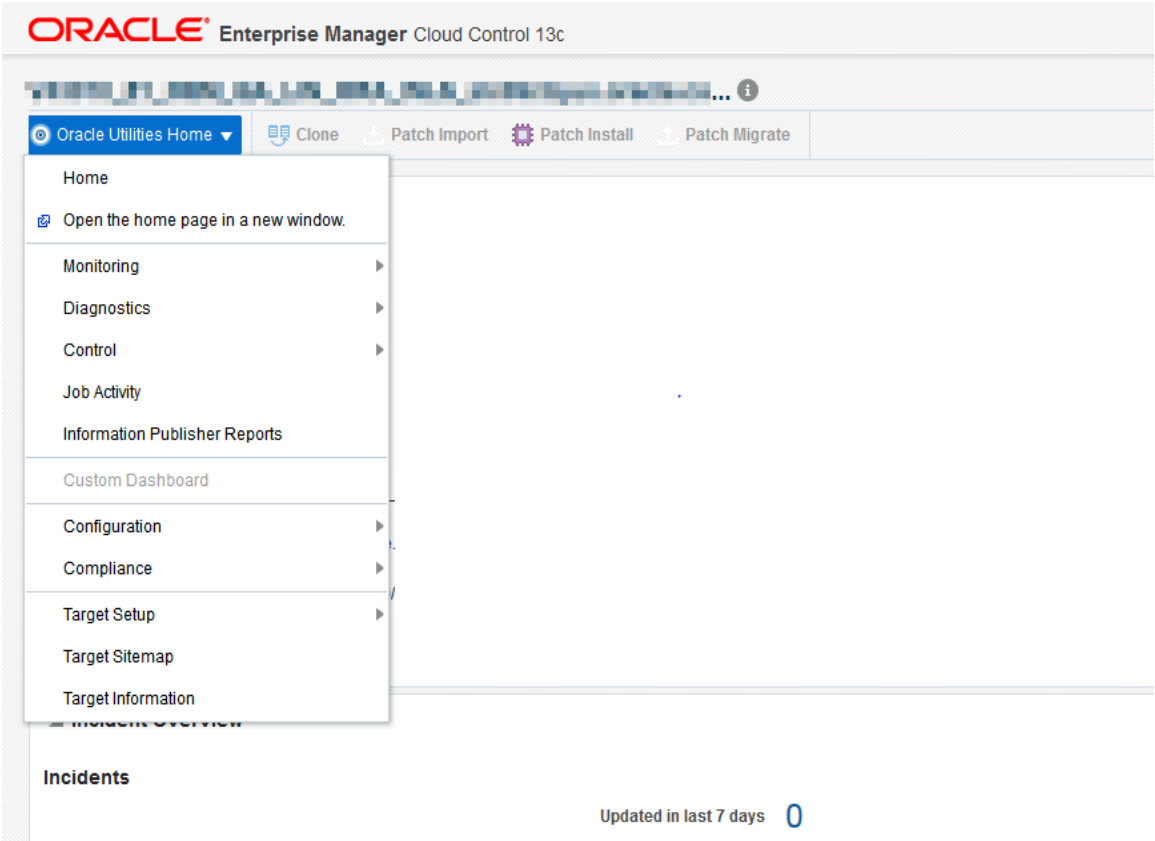 ORACLE Enterprise Manager Cloud Control 13c
...
Oracle Utilities Home Clone Patch Import Patch Install Patch Migrate
Home
Open the home page in a new window.
Monitoring
Diagnostics
Control
Job Activity
Information Publisher Reports
Custom Dashboard
Configuration
Compliance
Target Setup
Target Sitemap
Target Information
Incident Overview
Incidents
Updated in last 7 days 0